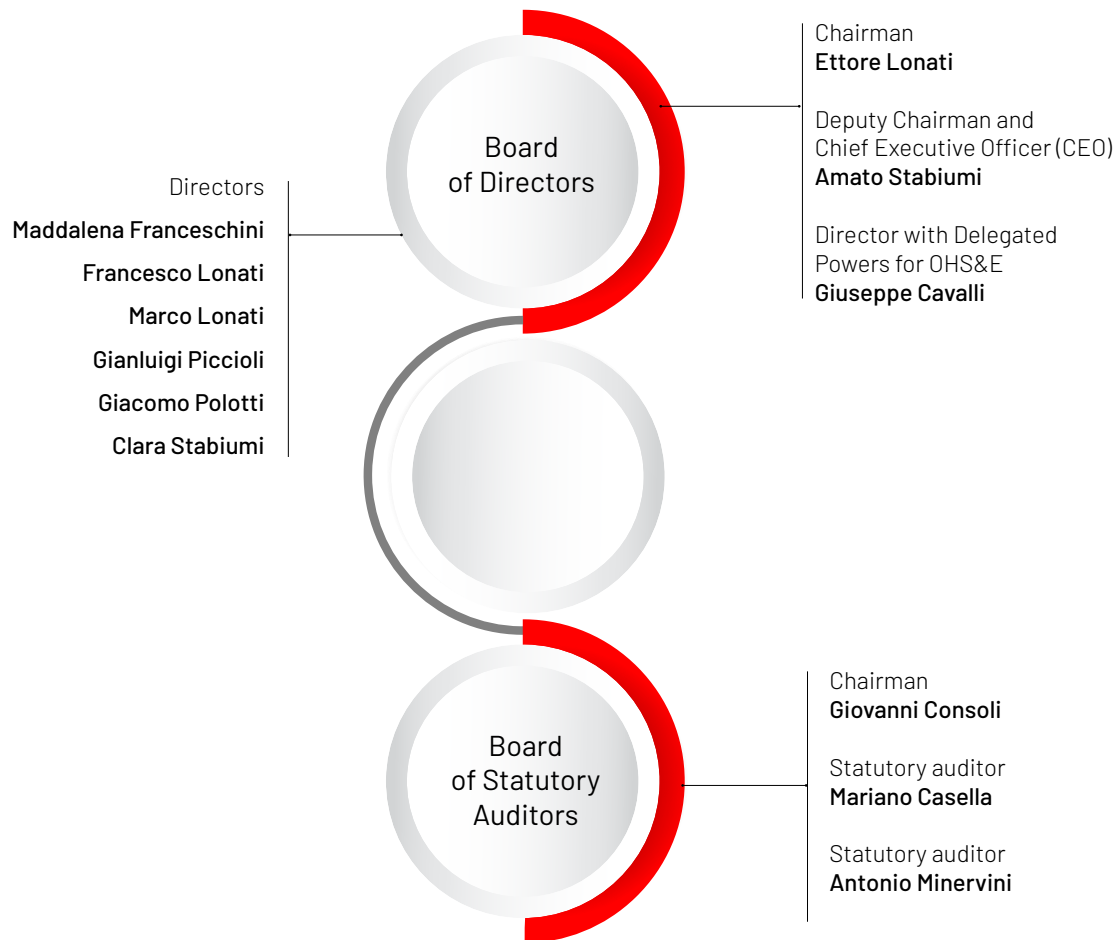 Board
of Directors
Chairman
Ettore Lonati
Deputy Chairman and
Chief Executive Officer (CEO)
Amato Stabiumi
Director with Delegated
Powers for OHS&E
Giuseppe Cavalli
Directors
Maddalena Franceschini
Francesco Lonati
Marco Lonati
Gianluigi Piccioli
Giacomo Polotti
Clara Stabiumi
Board
of Statutory
Auditors
Chairman
Giovanni Consoli
Statutory auditor
Mariano Casella
Statutory auditor
Antonio Minervini